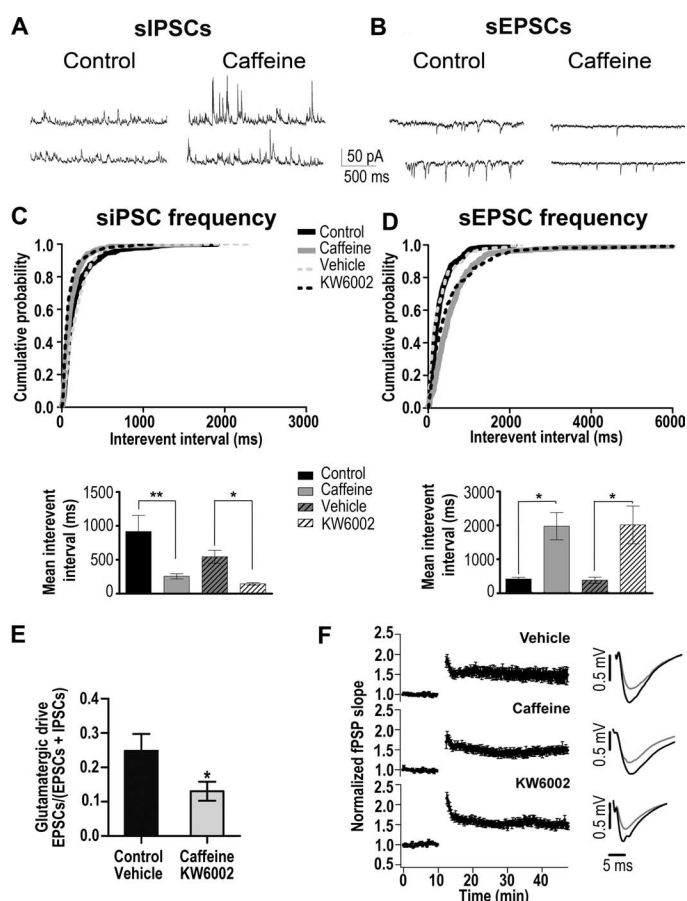 A
sIPSCs
Control
Caffeine
50 pA
500 ms
B
sEPSCs
Control
Caffeine
C
siPSC frequency
Cumulative probability
1.0
0.8
0.6
0.4
0.2
0.0
0
1000
2000
3000
Interevent interval (ms)
Control
Caffeine
Vehicle
KW6002
D
sEPSC frequency
Cumulative probability
1.0
0.8
0.6
0.4
0.2
0.0
0
2000
4000
6000
Interevent interval (ms)
Mean interevent
interval (ms)
1500
1000
500
0
**
*
Control
Caffeine
Vehicle
KW6002
Mean interevent
interval (ms)
3000
2000
1000
0
*
*
E
Glutamatergic drive
EPSCs/(EPSCs + IPSCs)
0.4
0.3
0.2
0.1
0.0
*
Control
Vehicle
Caffeine
KW6002
F
Normalized fPSP slope
2.5
2.0
1.5
1.0
Vehicle
0.5 mV
2.5
2.0
1.5
1.0
Caffeine
0.5 mV
2.5
2.0
1.5
1.0
0.5
KW6002
0.5 mV
0
10
20
30
40
Time (min)
5 ms